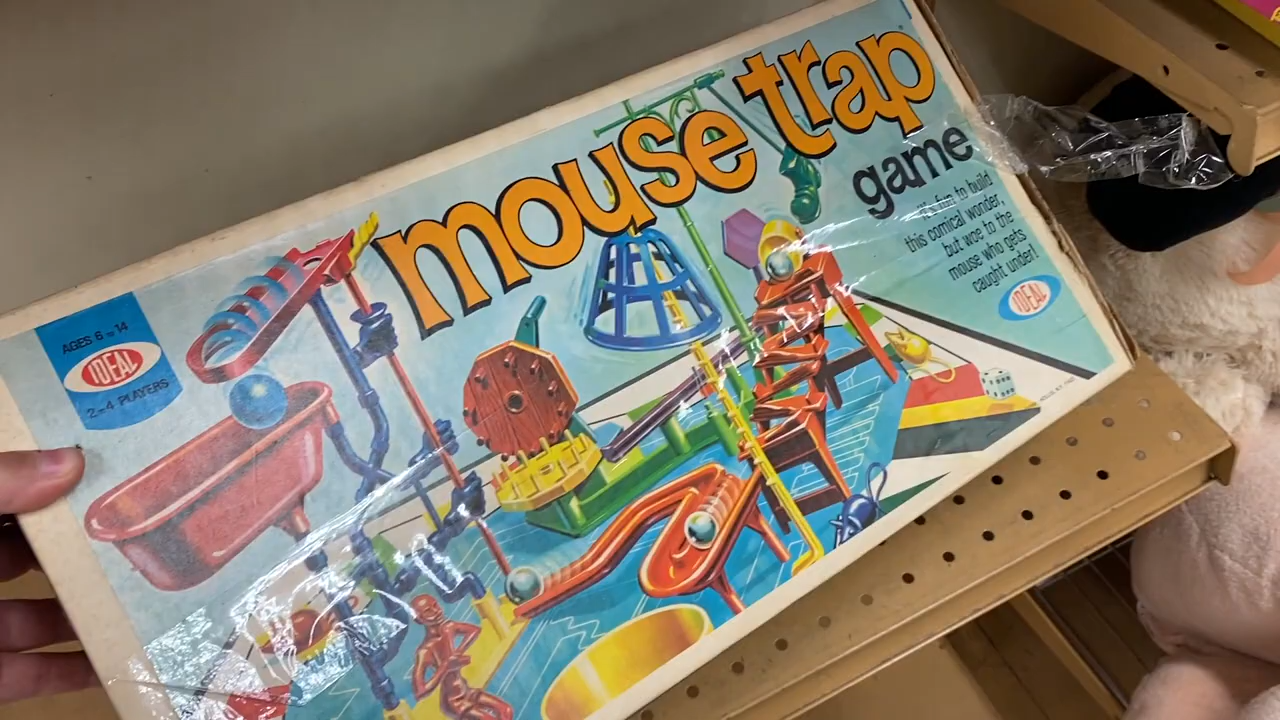 mouse trap
game
it's fun to build
this comical wonder,
but woe to the
mouse who gets
caught under!
IDEAL
AGES 6 to 14
IDEAL
2-4 PLAYERS